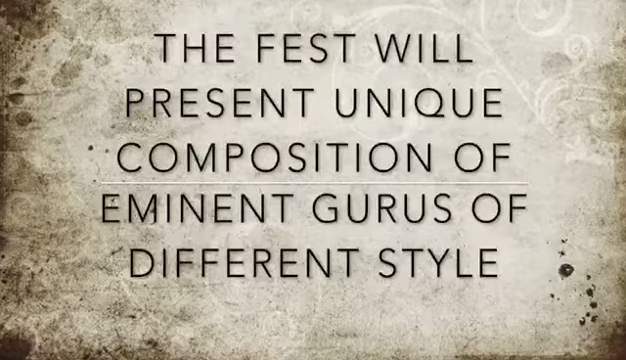 THE FEST WILL
PRESENT UNIQUE
COMPOSITION OF
EMINENT GURUS OF
DIFFERENT STYLE